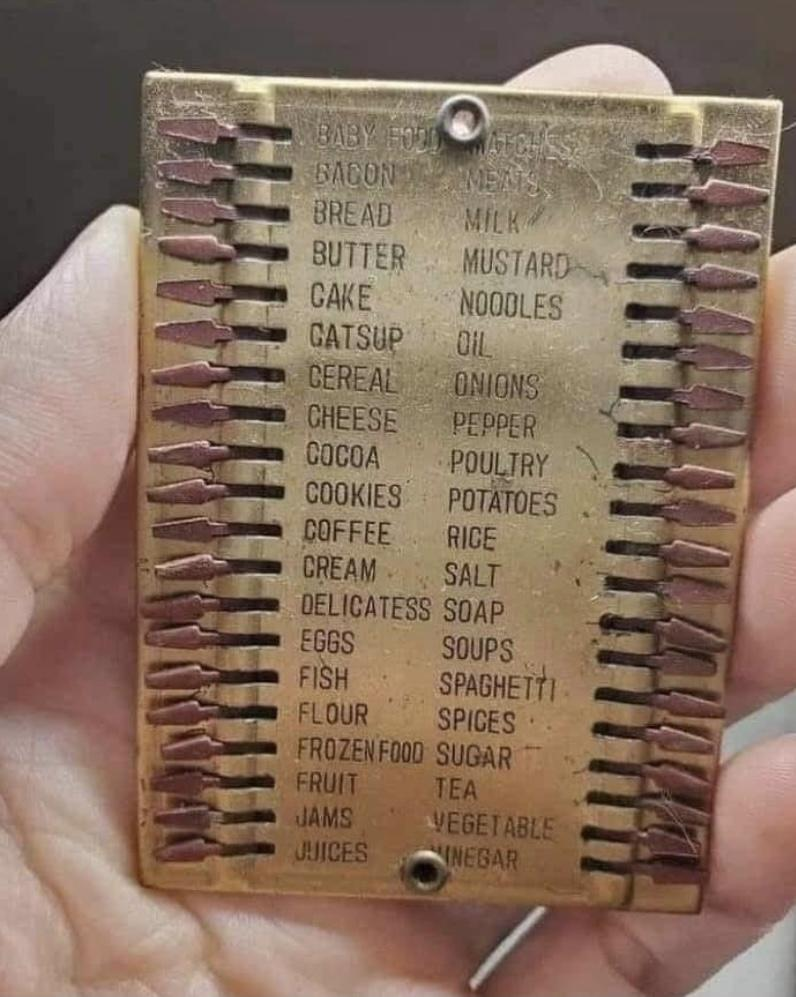 BABY FOOD MATCHES
BACON MEATS
BREAD MILK
BUTTER MUSTARD
CAKE NOODLES
CATSUP OIL
CEREAL ONIONS
CHEESE PEPPER
COCOA POULTRY
COOKIES POTATOES
COFFEE RICE
CREAM SALT
DELICATESS SOAP
EGGS SOUPS
FISH SPAGHETTI
FLOUR SPICES
FROZEN FOOD SUGAR
FRUIT TEA
JAMS VEGETABLE
JUICES VINEGAR